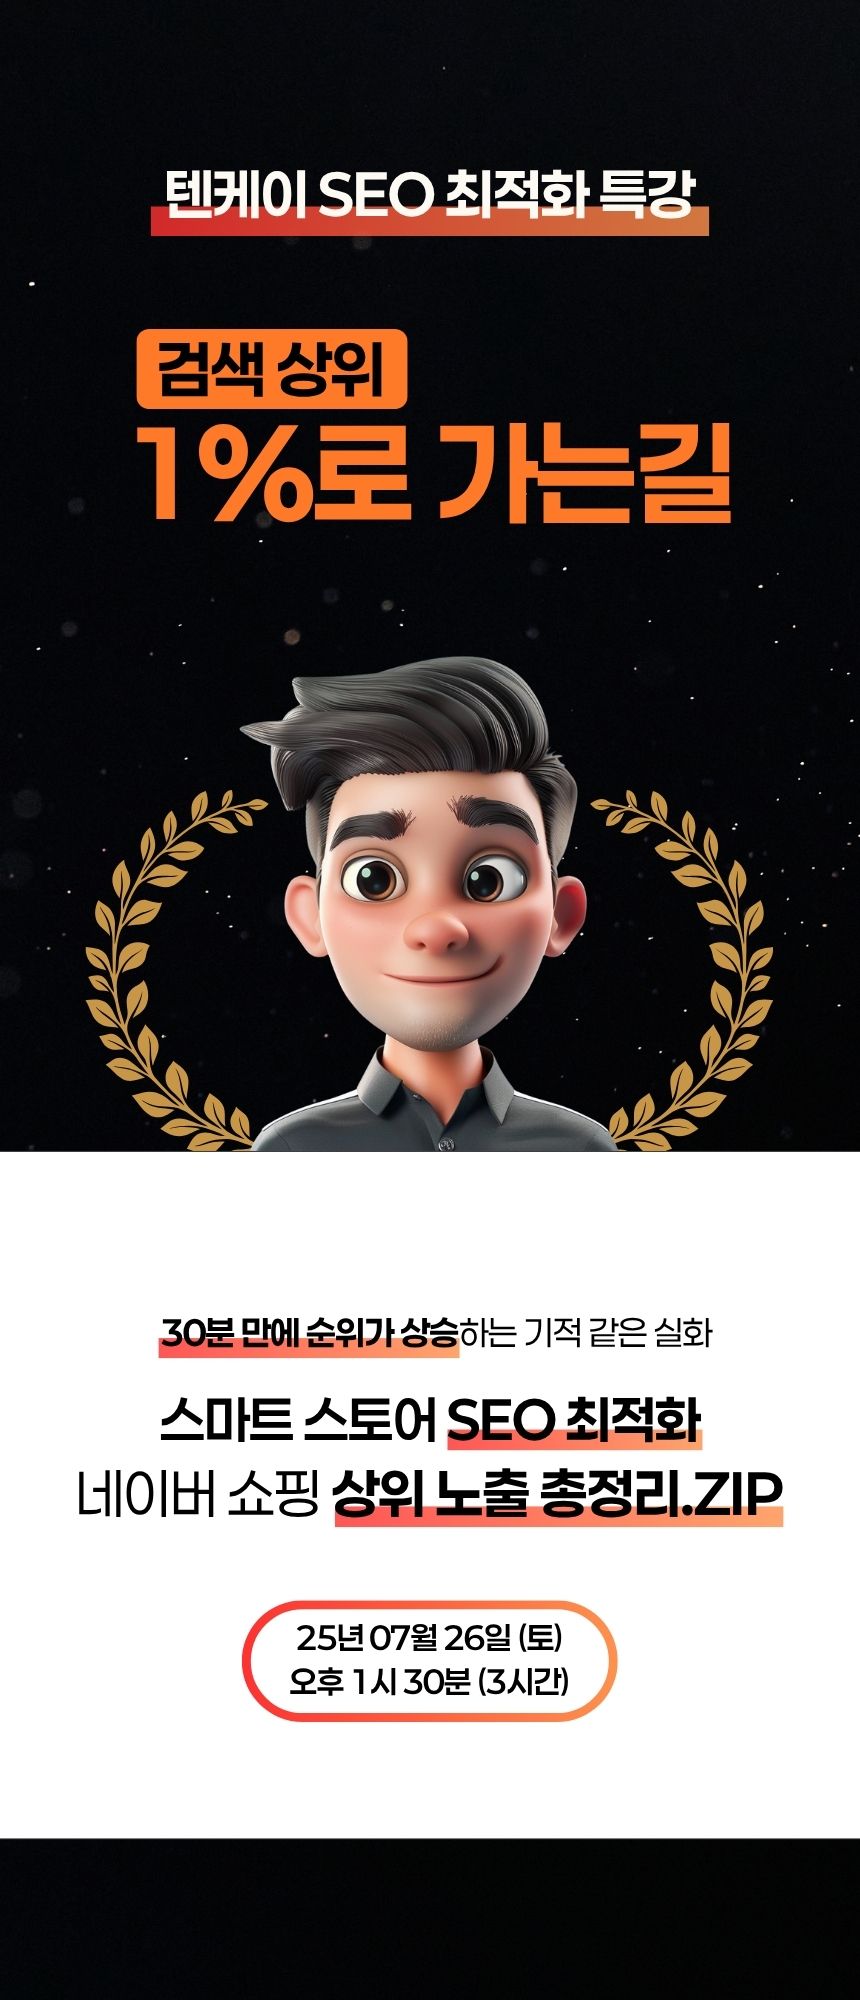 텐케이 SEO 최적화 특강
검색 상위
1%로 가는길
30분 만에 순위가 상승하는 기적 같은 실화
스마트 스토어 SEO 최적화
네이버 쇼핑 상위 노출 총정리.ZIP
25년 07월 26일 (토)
오후 1시 30분 (3시간)